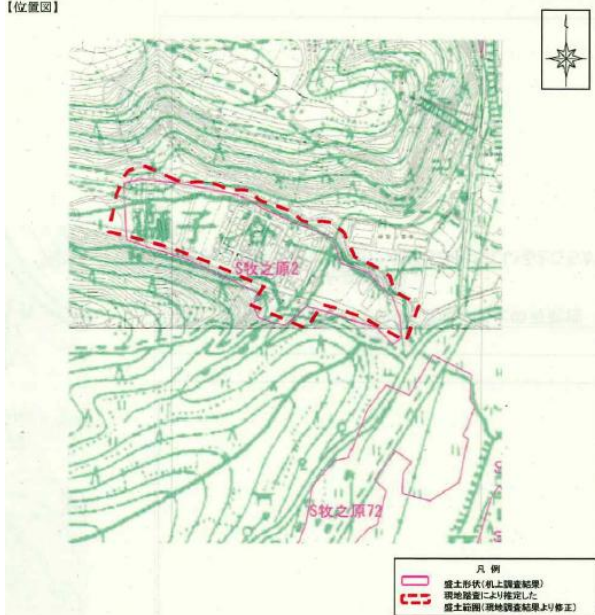 【位置図】
獅子谷
S牧之原2
S牧之原72
凡例
盛土形状(机上調査結果)
現地踏査により確定した
盛土範囲(現地調査結果より修正)